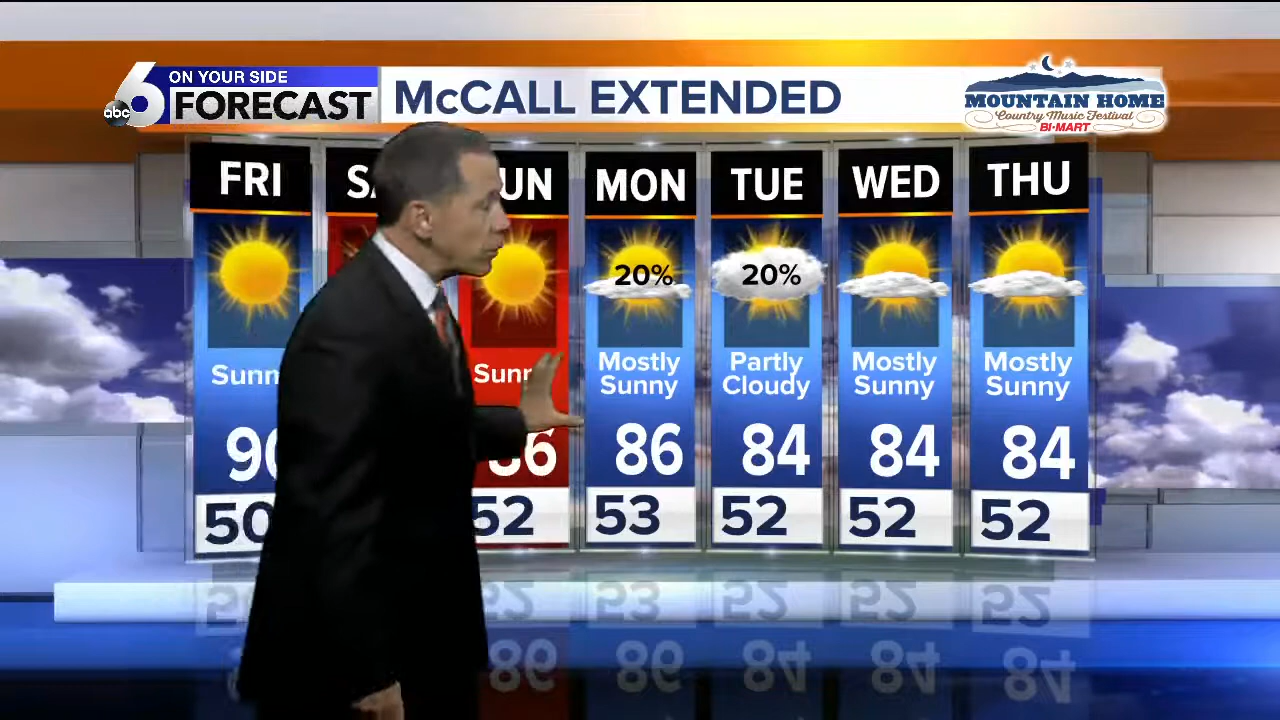 abc 6 ON YOUR SIDE
FORECAST
McCALL EXTENDED
MOUNTAIN HOME
Country Music Festival
BI-MART
FRI
MON
TUE
WED
THU
20%
20%
Mostly
Sunny
Partly
Cloudy
Mostly
Sunny
Mostly
Sunny
86
84
84
84
50
52
53
52
52
52